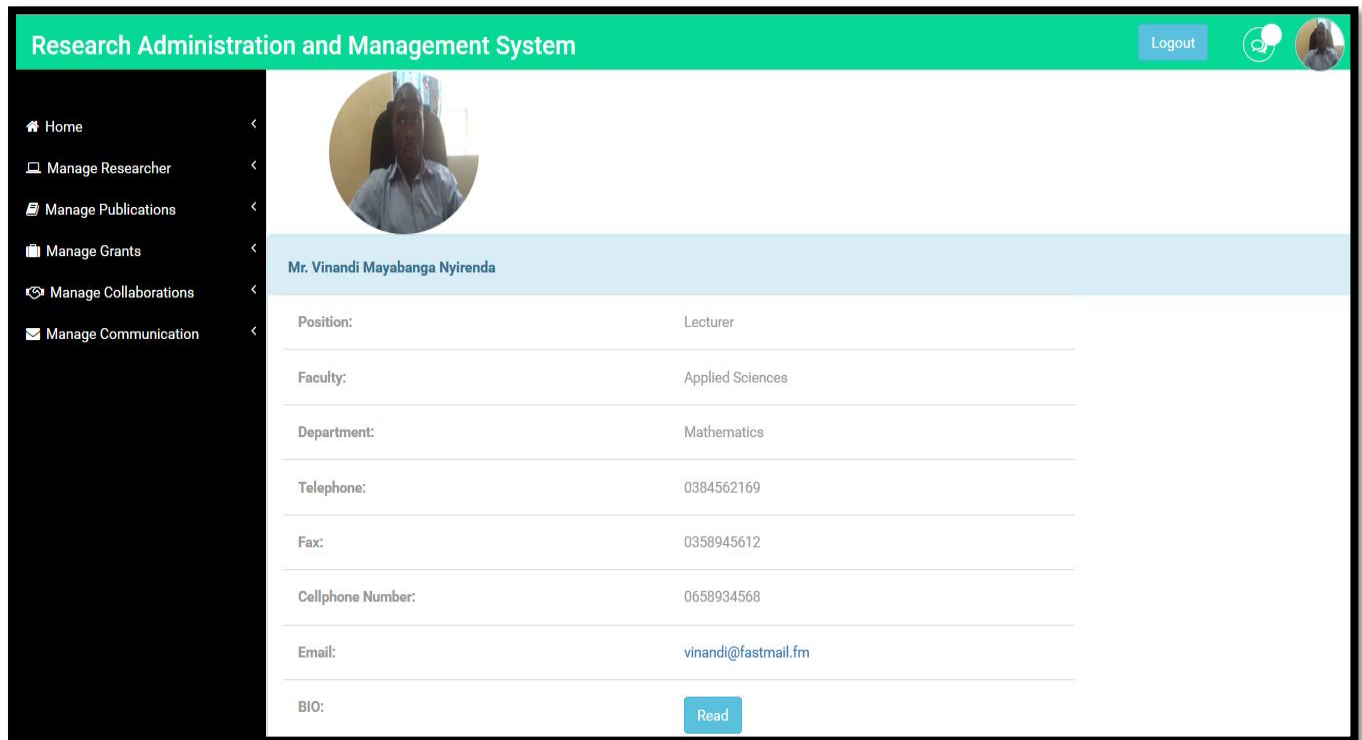 Research Administration and Management System
Logout
Home
Manage Researcher
Manage Publications
Manage Grants
Manage Collaborations
Manage Communication
Mr. Vinandi Mayabanga Nyirenda
Position: Lecturer
Faculty: Applied Sciences
Department: Mathematics
Telephone: 0384562169
Fax: 0358945612
Cellphone Number: 0658934568
Email: vinandi@fastmail.fm
BIO: Read